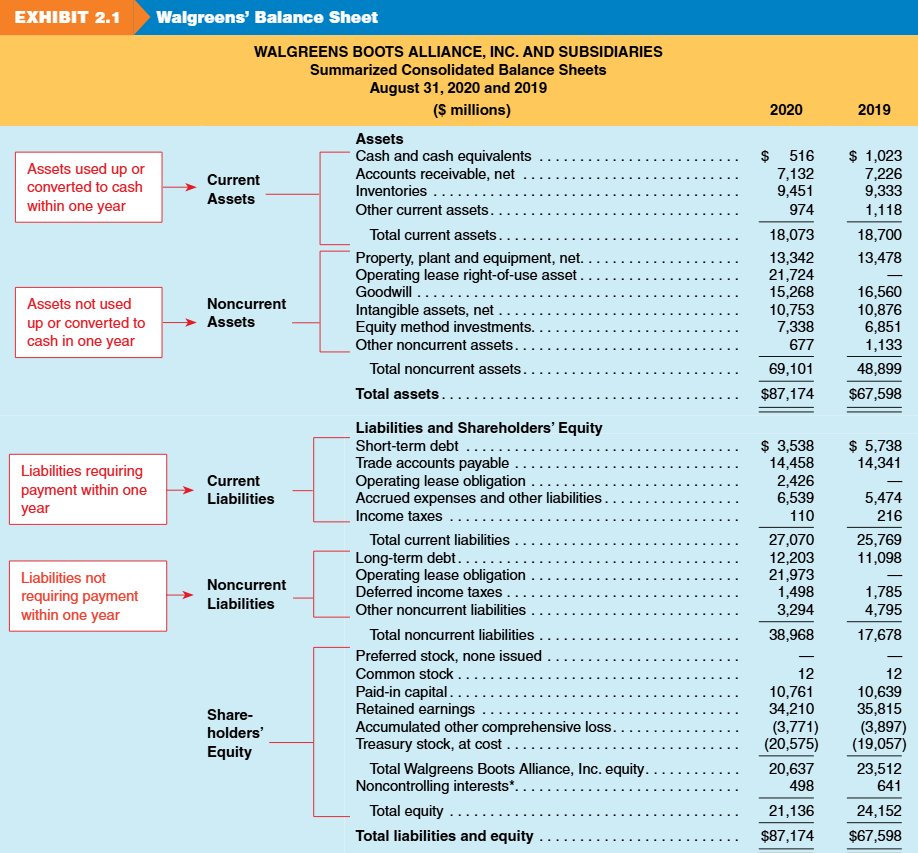 EXHIBIT 2.1 Walgreens' Balance Sheet
WALGREENS BOOTS ALLIANCE, INC. AND SUBSIDIARIES
Summarized Consolidated Balance Sheets
August 31, 2020 and 2019
($ millions) 2020 2019
Assets used up or
converted to cash
within one year
Current
Assets
Assets
Cash and cash equivalents $ 516 $ 1,023
Accounts receivable, net 7,132 7,226
Inventories 9,451 9,333
Other current assets 974 1,118
Total current assets 18,073 18,700
Assets not used
up or converted to
cash in one year
Noncurrent
Assets
Property, plant and equipment, net 13,342 13,478
Operating lease right-of-use asset 21,724 —
Goodwill 15,268 16,560
Intangible assets, net 10,753 10,876
Equity method investments 7,338 6,851
Other noncurrent assets 677 1,133
Total noncurrent assets 69,101 48,899
Total assets $87,174 $67,598
Liabilities requiring
payment within one
year
Current
Liabilities
Liabilities and Shareholders' Equity
Short-term debt $ 3,538 $ 5,738
Trade accounts payable 14,458 14,341
Operating lease obligation 2,426 —
Accrued expenses and other liabilities 6,539 5,474
Income taxes 110 216
Total current liabilities 27,070 25,769
Liabilities not
requiring payment
within one year
Noncurrent
Liabilities
Long-term debt 12,203 11,098
Operating lease obligation 21,973 —
Deferred income taxes 1,498 1,785
Other noncurrent liabilities 3,294 4,795
Total noncurrent liabilities 38,968 17,678
Share-
holders'
Equity
Preferred stock, none issued — —
Common stock 12 12
Paid-in capital 10,761 10,639
Retained earnings 34,210 35,815
Accumulated other comprehensive loss (3,771) (3,897)
Treasury stock, at cost (20,575) (19,057)
Total Walgreens Boots Alliance, Inc. equity 20,637 23,512
Noncontrolling interests* 498 641
Total equity 21,136 24,152
Total liabilities and equity $87,174 $67,598